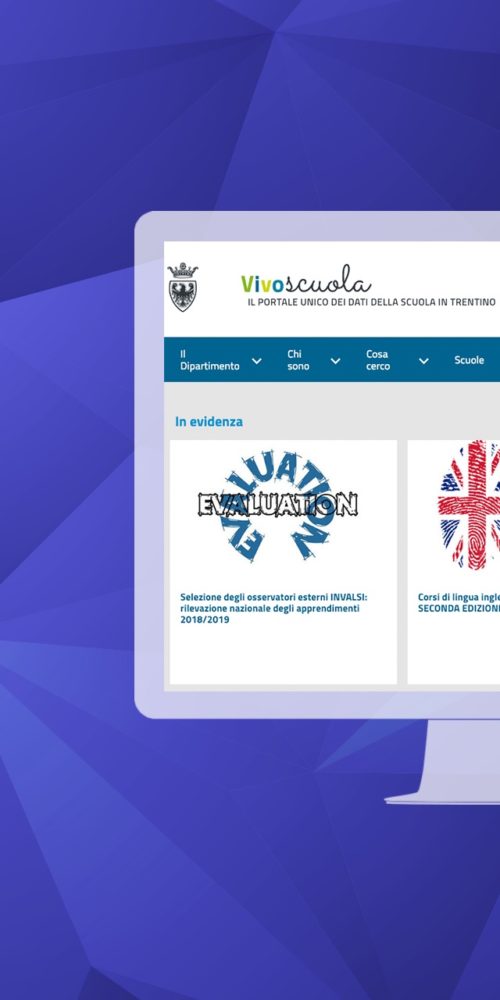 Vivoscuola
IL PORTALE UNICO DEI DATI DELLA SCUOLA IN TRENTINO
Il
Dipartimento
Chi
sono
Cosa
cerco
Scuole
In evidenza
EVALUATION
EVALUATION
Selezione degli osservatori esterni INVALSI:
rilevazione nazionale degli apprendimenti
2018/2019
Corsi di lingua ingle
SECONDA EDIZION